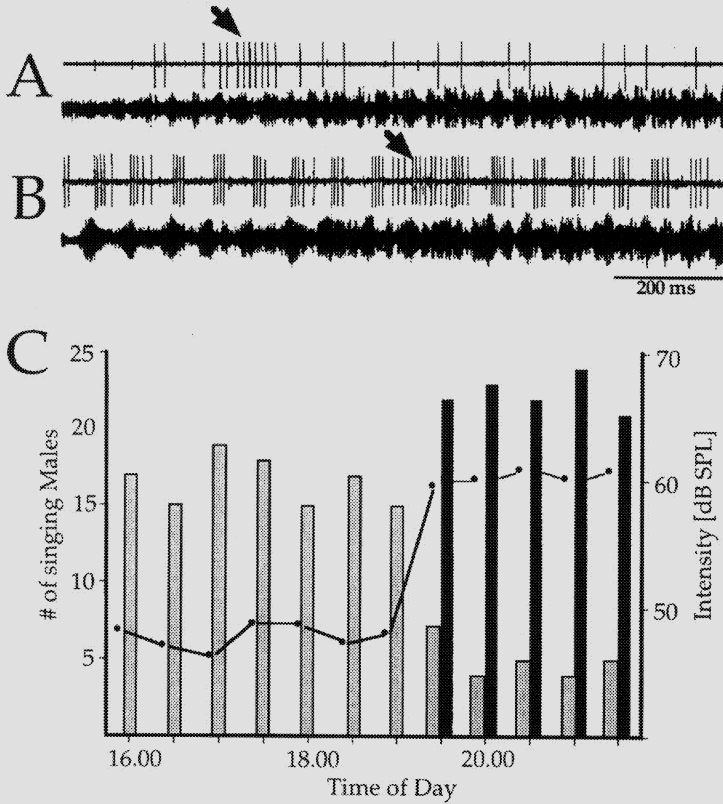 A
B
200 ms
C
25
20
15
10
5
# of singing Males
70
60
50
Intensity [dB SPL]
16.00 18.00 20.00
Time of Day